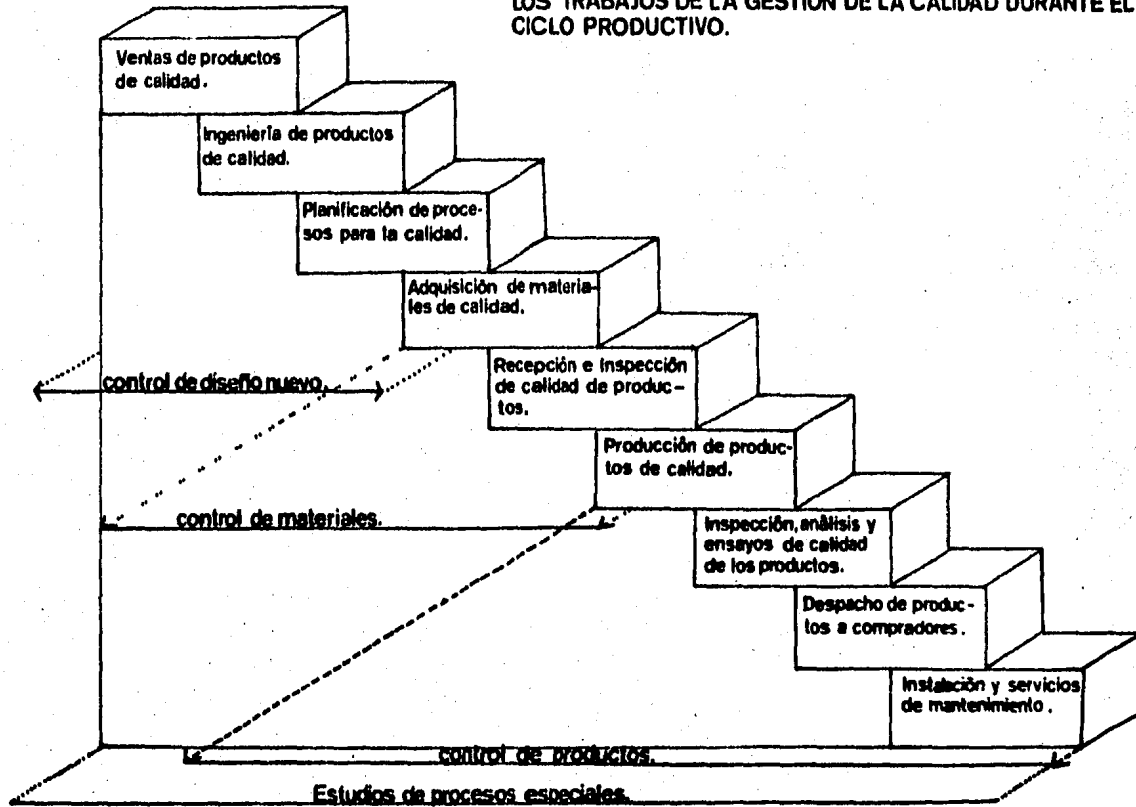 LOS TRABAJOS DE LA GESTION DE LA CALIDAD DURANTE EL
CICLO PRODUCTIVO.
Ventas de productos
de calidad.
Ingeniería de productos
de calidad.
Planificación de proce-
sos para la calidad.
Adquisición de materia-
les de calidad.
Recepción e inspección
de calidad de produc-
tos.
Producción de produc-
tos de calidad.
Inspección, análisis y
ensayos de calidad
de los productos.
Despacho de produc-
tos a compradores.
Instalación y servicios
de mantenimiento.
control de diseño nuevo.
control de materiales.
control de productos.
Estudios de procesos especiales.